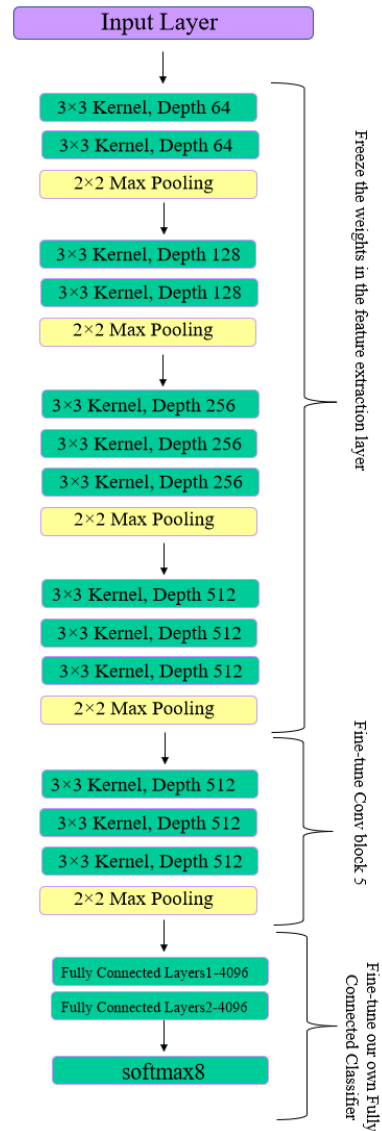 Input Layer
3×3 Kernel, Depth 64
3×3 Kernel, Depth 64
2×2 Max Pooling
3×3 Kernel, Depth 128
3×3 Kernel, Depth 128
2×2 Max Pooling
3×3 Kernel, Depth 256
3×3 Kernel, Depth 256
3×3 Kernel, Depth 256
2×2 Max Pooling
3×3 Kernel, Depth 512
3×3 Kernel, Depth 512
3×3 Kernel, Depth 512
2×2 Max Pooling
Freeze the weights in the feature extraction layer
3×3 Kernel, Depth 512
3×3 Kernel, Depth 512
3×3 Kernel, Depth 512
2×2 Max Pooling
Fine-tune Conv block 5
Fully Connected Layers1-4096
Fully Connected Layers2-4096
softmax8
Fine-tune our own Fully
Connected Classifier